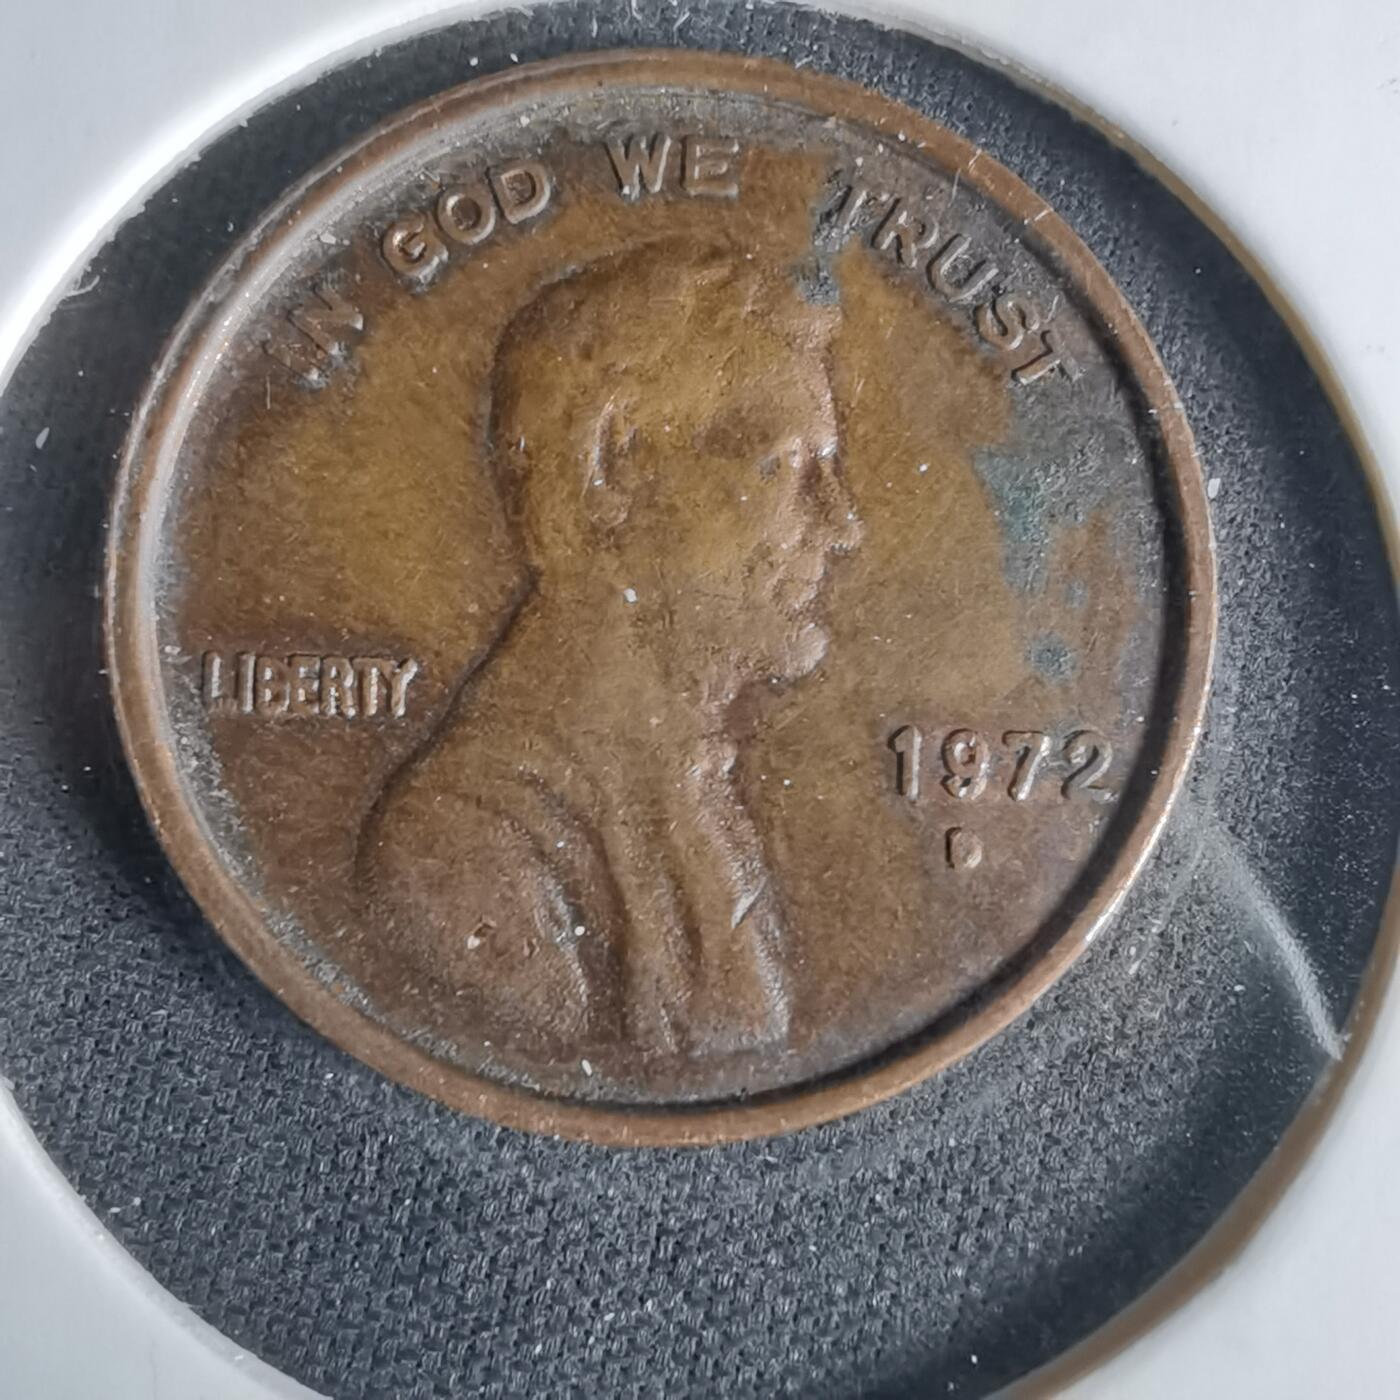 IN GOD WE TRUST
LIBERTY
1972
D